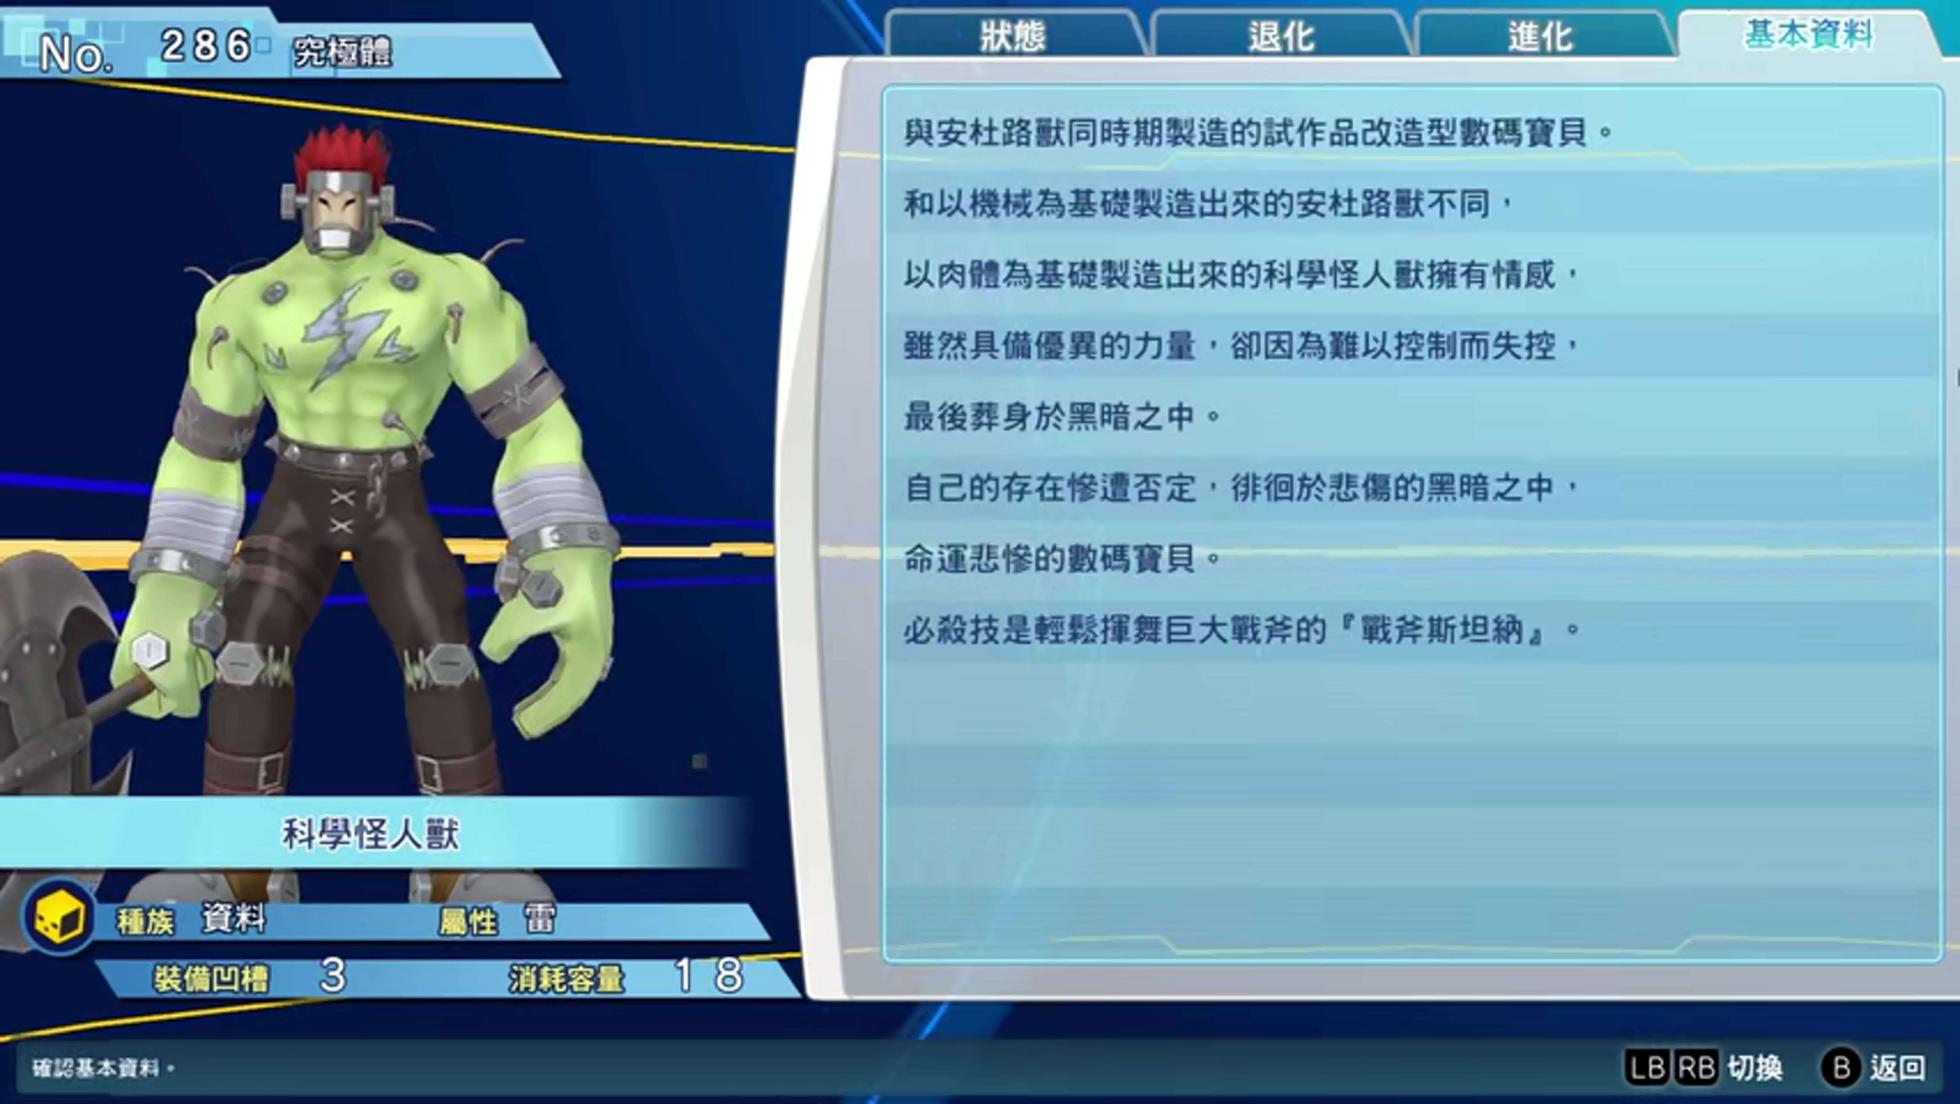 No. 286 究極體
狀態 退化 進化 基本資料
與安杜路獸同時期製造的試作品改造型數碼寶貝。
和以機械為基礎製造出來的安杜路獸不同，
以肉體為基礎製造出來的科學怪人獸擁有情感，
雖然具備優異的力量，卻因為難以控制而失控，
最後葬身於黑暗之中。
自己的存在慘遭否定，徘徊於悲傷的黑暗之中，
命運悲慘的數碼寶貝。
必殺技是輕鬆揮舞巨大戰斧的『戰斧斯坦納』。
科學怪人獸
種族 資料 屬性 雷
裝備凹槽 3 消耗容量 18
確認基本資料。
LB RB 切換 B 返回